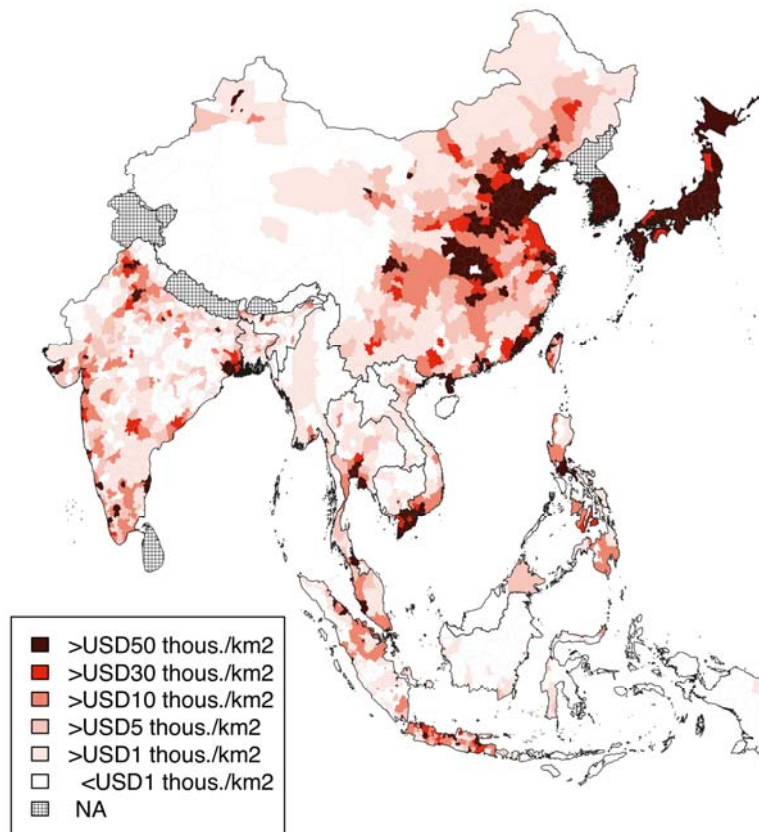 >USD50 thous./km2
>USD30 thous./km2
>USD10 thous./km2
>USD5 thous./km2
>USD1 thous./km2
<USD1 thous./km2
NA